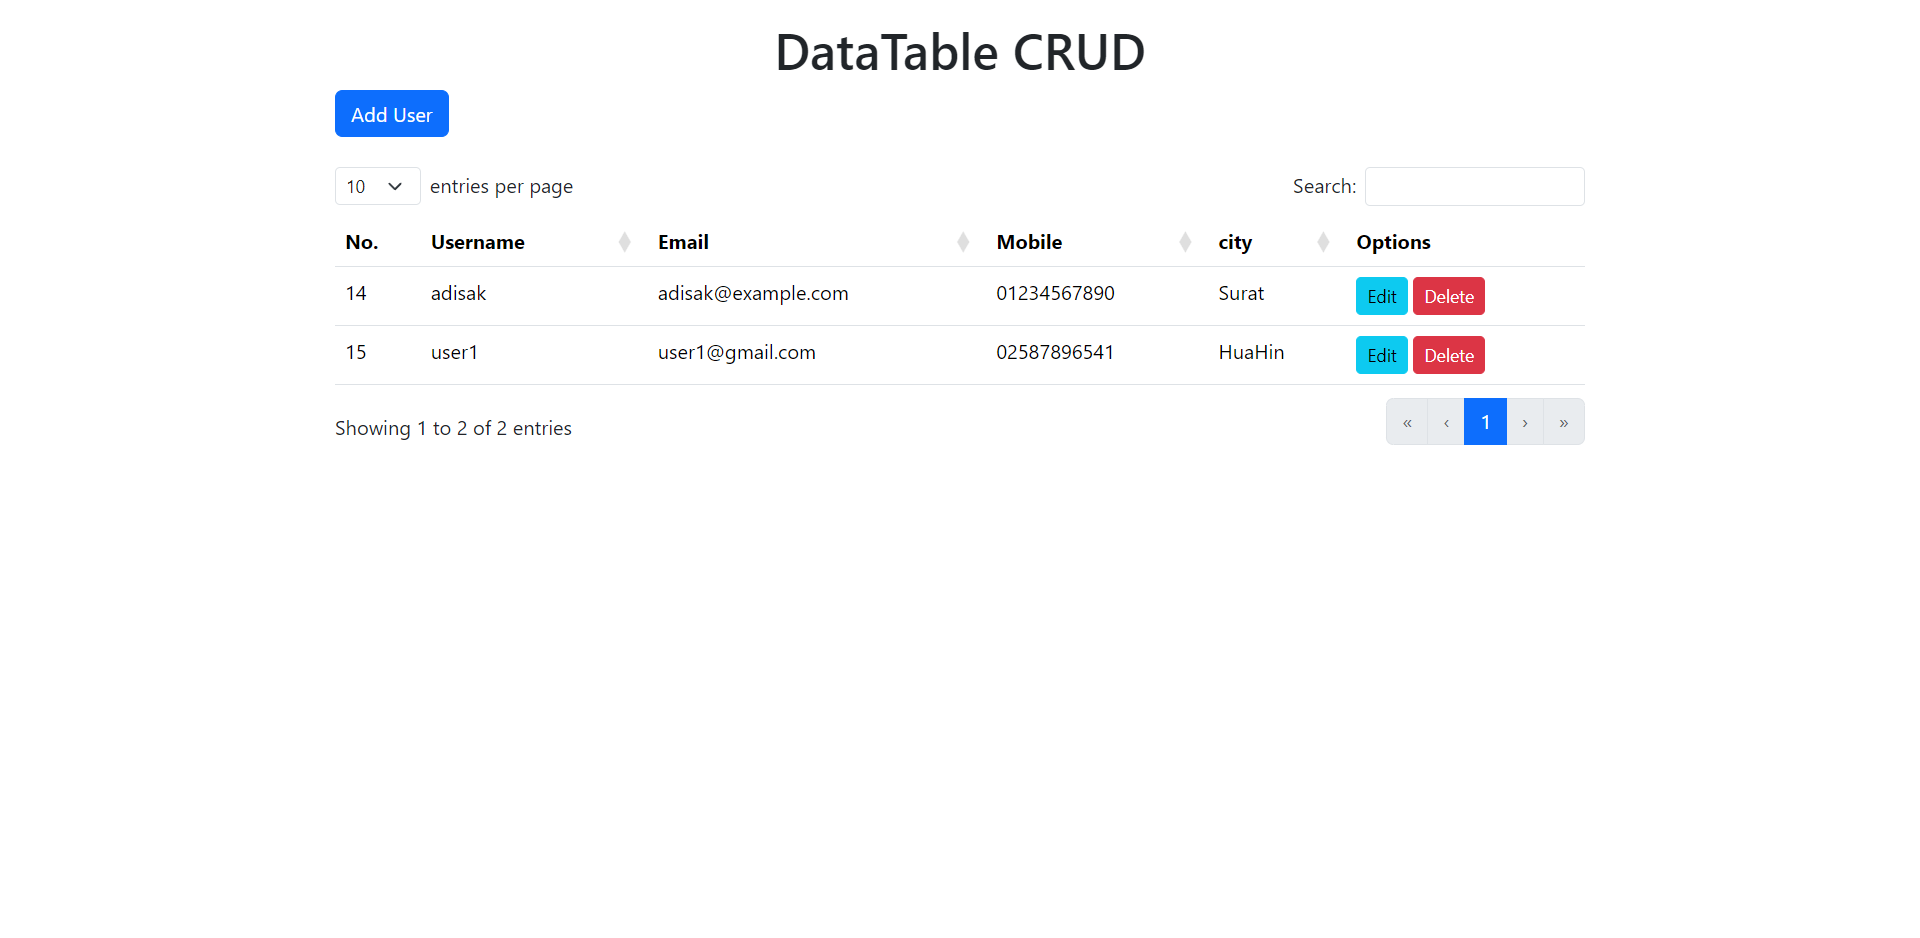 DataTable CRUD
Add User
10 entries per page Search:
No. Username Email Mobile city Options
14 adisak adisak@example.com 01234567890 Surat Edit Delete
15 user1 user1@gmail.com 02587896541 HuaHin Edit Delete
Showing 1 to 2 of 2 entries « ‹ 1 › »